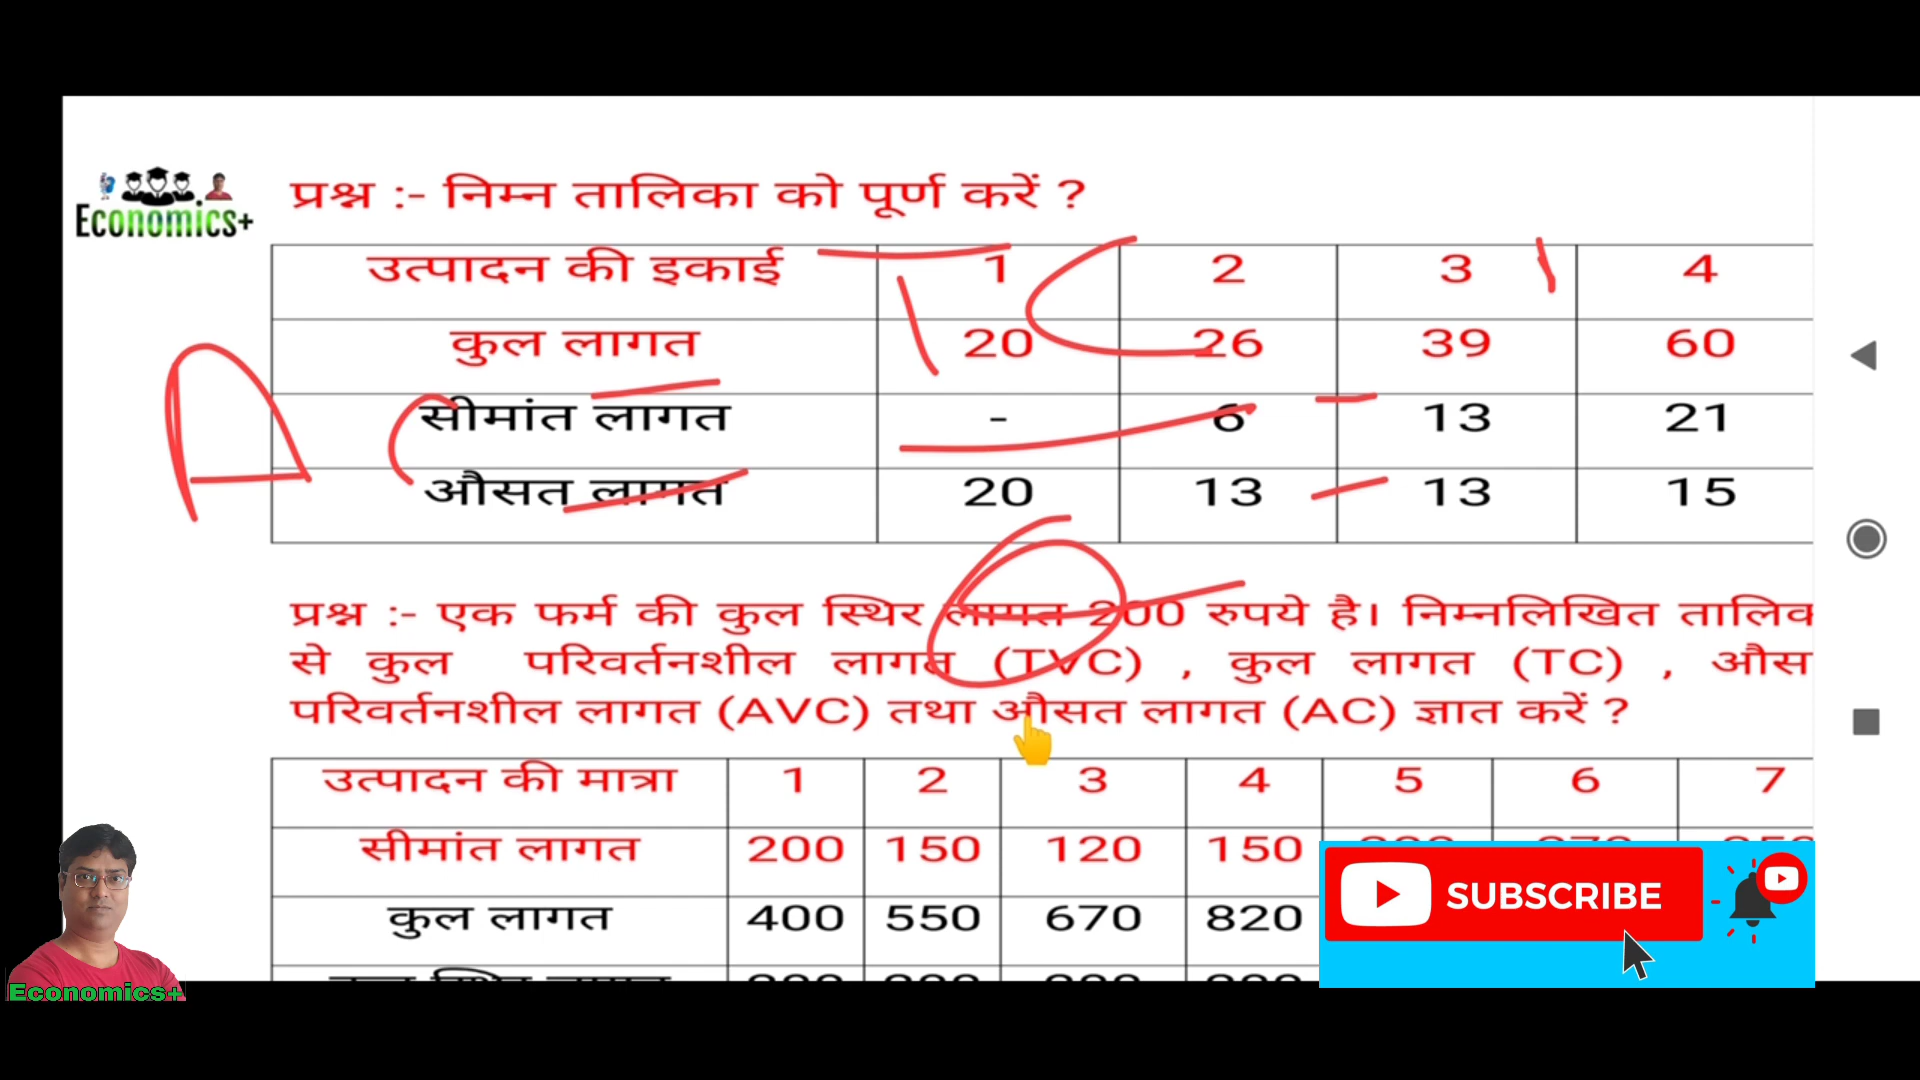 Economics+
प्रश्न :- निम्न तालिका को पूर्ण करें ?
उत्पादन की इकाई 1 2 3 4
कुल लागत 20 26 39 60
सीमांत लागत - 6 13 21
औसत लागत 20 13 13 15
TC
AC
प्रश्न :- एक फर्म की कुल स्थिर लागत 200 रुपये है। निम्नलिखित तालिक
से कुल परिवर्तनशील लागत (TVC) , कुल लागत (TC) , औस
परिवर्तनशील लागत (AVC) तथा औसत लागत (AC) ज्ञात करें ?
उत्पादन की मात्रा 1 2 3 4 5 6 7
सीमांत लागत 200 150 120 150
कुल लागत 400 550 670 820
SUBSCRIBE
Economics+